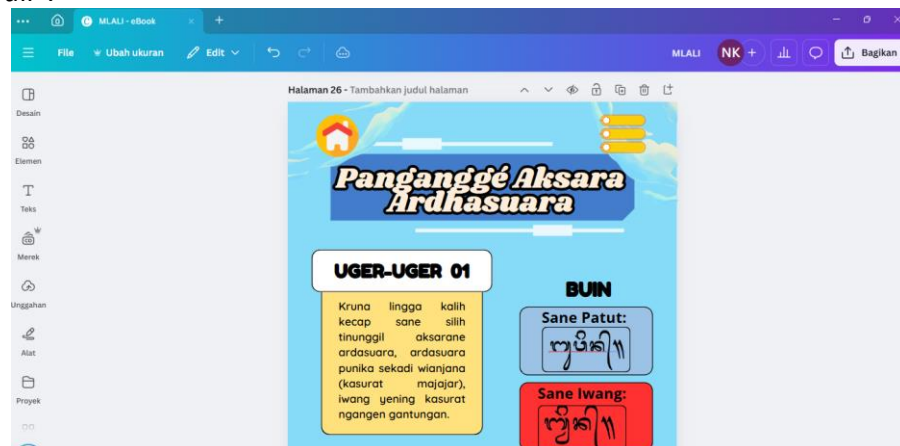 MLALI - eBook
File
Ubah ukuran
Edit
MLALI
NK
Bagikan
Halaman 26 - Tambahkan judul halaman
Desain
Elemen
Teks
Merek
Unggahan
Alat
Proyek
Panganggé Aksara
Ardhasuara
UGER-UGER 01
Kruna lingga kalih
kecap sane silih
tinunggil aksarane
ardasuara, ardasuara
punika sekadi wianjana
(kasurat majajar),
iwang yening kasurat
ngangen gantungan.
BUIN
Sane Patut:
Sane Iwang: